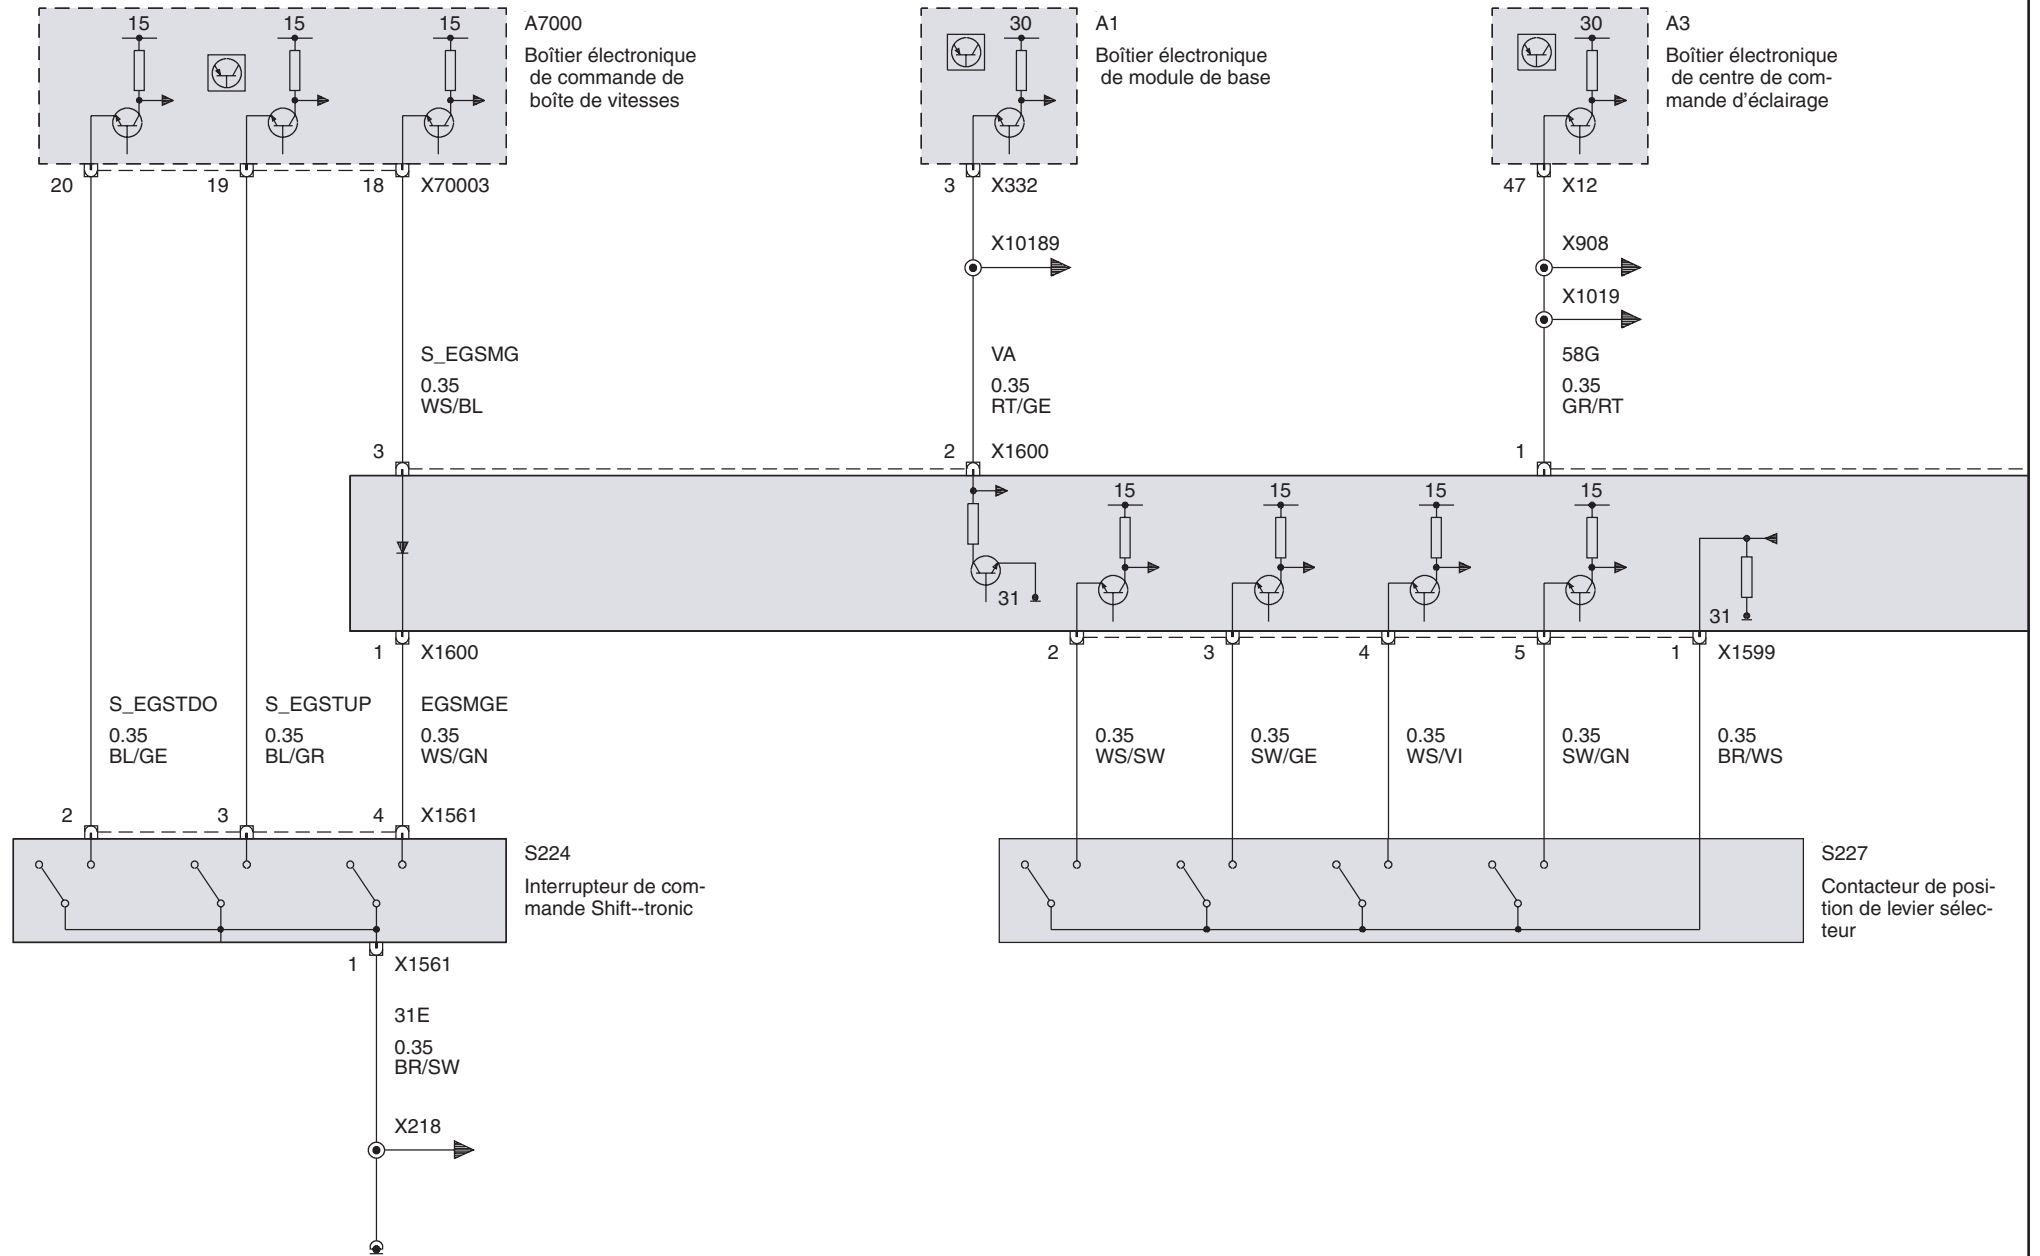 15
15
15
A7000
Boîtier électronique
de commande de
boîte de vitesses
30
A1
Boîtier électronique
de module de base
30
A3
Boîtier électronique
de centre de com-
mande d'éclairage
20
19
18
X70003
3
X332
47
X12
X10189
X908
X1019
S_EGSMG
0.35
WS/BL
VA
0.35
RT/GE
58G
0.35
GR/RT
3
2
X1600
1
15
15
15
15
31
31
1
X1600
2
3
4
5
1
X1599
S_EGSTDO
0.35
BL/GE
S_EGSTUP
0.35
BL/GR
EGSMGE
0.35
WS/GN
0.35
WS/SW
0.35
SW/GE
0.35
WS/VI
0.35
SW/GN
0.35
BR/WS
2
3
4
X1561
S224
Interrupteur de com-
mande Shift--tronic
S227
Contacteur de posi-
tion de levier sélec-
teur
1
X1561
31E
0.35
BR/SW
X218